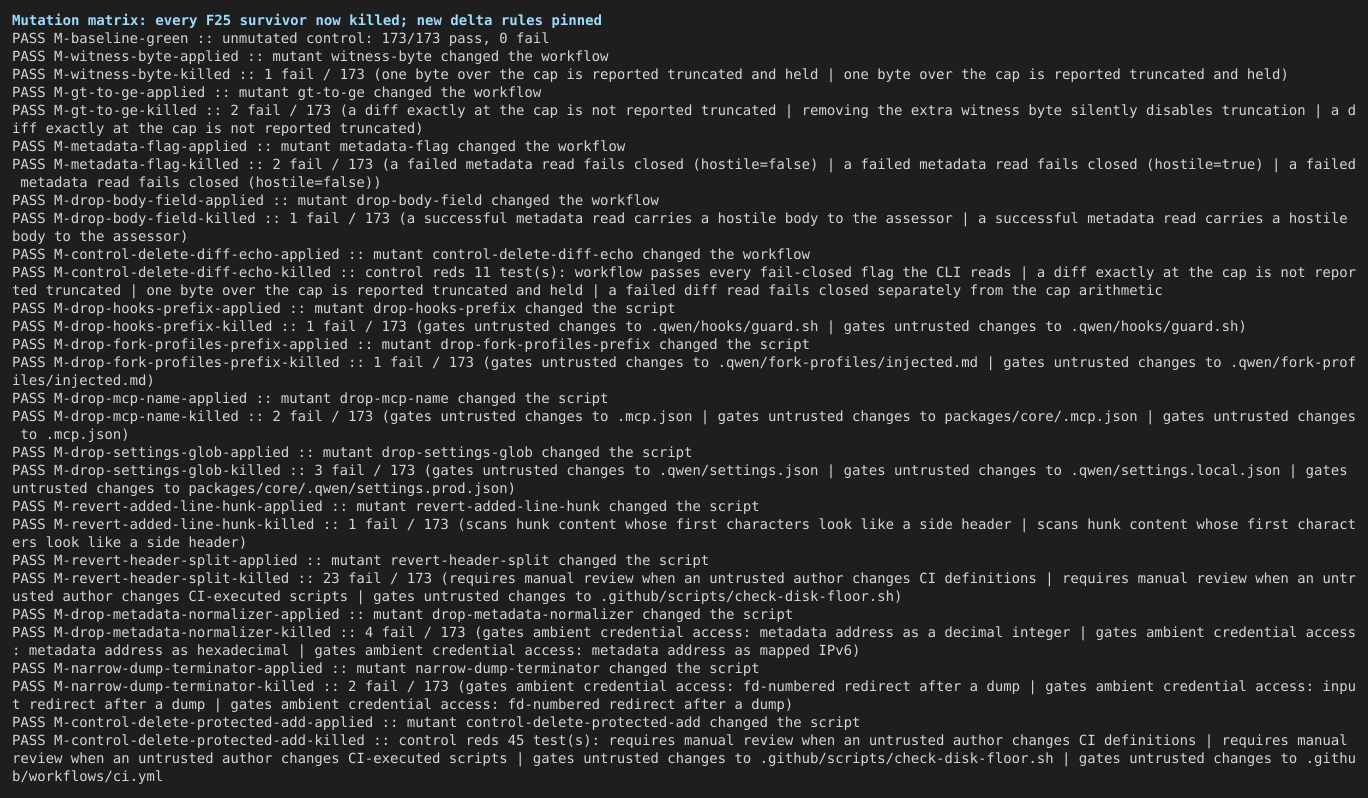 Mutation matrix: every F25 survivor now killed; new delta rules pinned
PASS M-baseline-green :: unmutated control: 173/173 pass, 0 fail
PASS M-witness-byte-applied :: mutant witness-byte changed the workflow
PASS M-witness-byte-killed :: 1 fail / 173 (one byte over the cap is reported truncated and held | one byte over the cap is reported truncated and held)
PASS M-gt-to-ge-applied :: mutant gt-to-ge changed the workflow
PASS M-gt-to-ge-killed :: 2 fail / 173 (a diff exactly at the cap is not reported truncated | removing the extra witness byte silently disables truncation | a d
iff exactly at the cap is not reported truncated)
PASS M-metadata-flag-applied :: mutant metadata-flag changed the workflow
PASS M-metadata-flag-killed :: 2 fail / 173 (a failed metadata read fails closed (hostile=false) | a failed metadata read fails closed (hostile=true) | a failed
 metadata read fails closed (hostile=false))
PASS M-drop-body-field-applied :: mutant drop-body-field changed the workflow
PASS M-drop-body-field-killed :: 1 fail / 173 (a successful metadata read carries a hostile body to the assessor | a successful metadata read carries a hostile
body to the assessor)
PASS M-control-delete-diff-echo-applied :: mutant control-delete-diff-echo changed the workflow
PASS M-control-delete-diff-echo-killed :: control reds 11 test(s): workflow passes every fail-closed flag the CLI reads | a diff exactly at the cap is not repor
ted truncated | one byte over the cap is reported truncated and held | a failed diff read fails closed separately from the cap arithmetic
PASS M-drop-hooks-prefix-applied :: mutant drop-hooks-prefix changed the script
PASS M-drop-hooks-prefix-killed :: 1 fail / 173 (gates untrusted changes to .qwen/hooks/guard.sh | gates untrusted changes to .qwen/hooks/guard.sh)
PASS M-drop-fork-profiles-prefix-applied :: mutant drop-fork-profiles-prefix changed the script
PASS M-drop-fork-profiles-prefix-killed :: 1 fail / 173 (gates untrusted changes to .qwen/fork-profiles/injected.md | gates untrusted changes to .qwen/fork-prof
iles/injected.md)
PASS M-drop-mcp-name-applied :: mutant drop-mcp-name changed the script
PASS M-drop-mcp-name-killed :: 2 fail / 173 (gates untrusted changes to .mcp.json | gates untrusted changes to packages/core/.mcp.json | gates untrusted changes
 to .mcp.json)
PASS M-drop-settings-glob-applied :: mutant drop-settings-glob changed the script
PASS M-drop-settings-glob-killed :: 3 fail / 173 (gates untrusted changes to .qwen/settings.json | gates untrusted changes to .qwen/settings.local.json | gates
untrusted changes to packages/core/.qwen/settings.prod.json)
PASS M-revert-added-line-hunk-applied :: mutant revert-added-line-hunk changed the script
PASS M-revert-added-line-hunk-killed :: 1 fail / 173 (scans hunk content whose first characters look like a side header | scans hunk content whose first charact
ers look like a side header)
PASS M-revert-header-split-applied :: mutant revert-header-split changed the script
PASS M-revert-header-split-killed :: 23 fail / 173 (requires manual review when an untrusted author changes CI definitions | requires manual review when an untr
usted author changes CI-executed scripts | gates untrusted changes to .github/scripts/check-disk-floor.sh)
PASS M-drop-metadata-normalizer-applied :: mutant drop-metadata-normalizer changed the script
PASS M-drop-metadata-normalizer-killed :: 4 fail / 173 (gates ambient credential access: metadata address as a decimal integer | gates ambient credential access
: metadata address as hexadecimal | gates ambient credential access: metadata address as mapped IPv6)
PASS M-narrow-dump-terminator-applied :: mutant narrow-dump-terminator changed the script
PASS M-narrow-dump-terminator-killed :: 2 fail / 173 (gates ambient credential access: fd-numbered redirect after a dump | gates ambient credential access: inpu
t redirect after a dump | gates ambient credential access: fd-numbered redirect after a dump)
PASS M-control-delete-protected-add-applied :: mutant control-delete-protected-add changed the script
PASS M-control-delete-protected-add-killed :: control reds 45 test(s): requires manual review when an untrusted author changes CI definitions | requires manual
review when an untrusted author changes CI-executed scripts | gates untrusted changes to .github/scripts/check-disk-floor.sh | gates untrusted changes to .githu
b/workflows/ci.yml